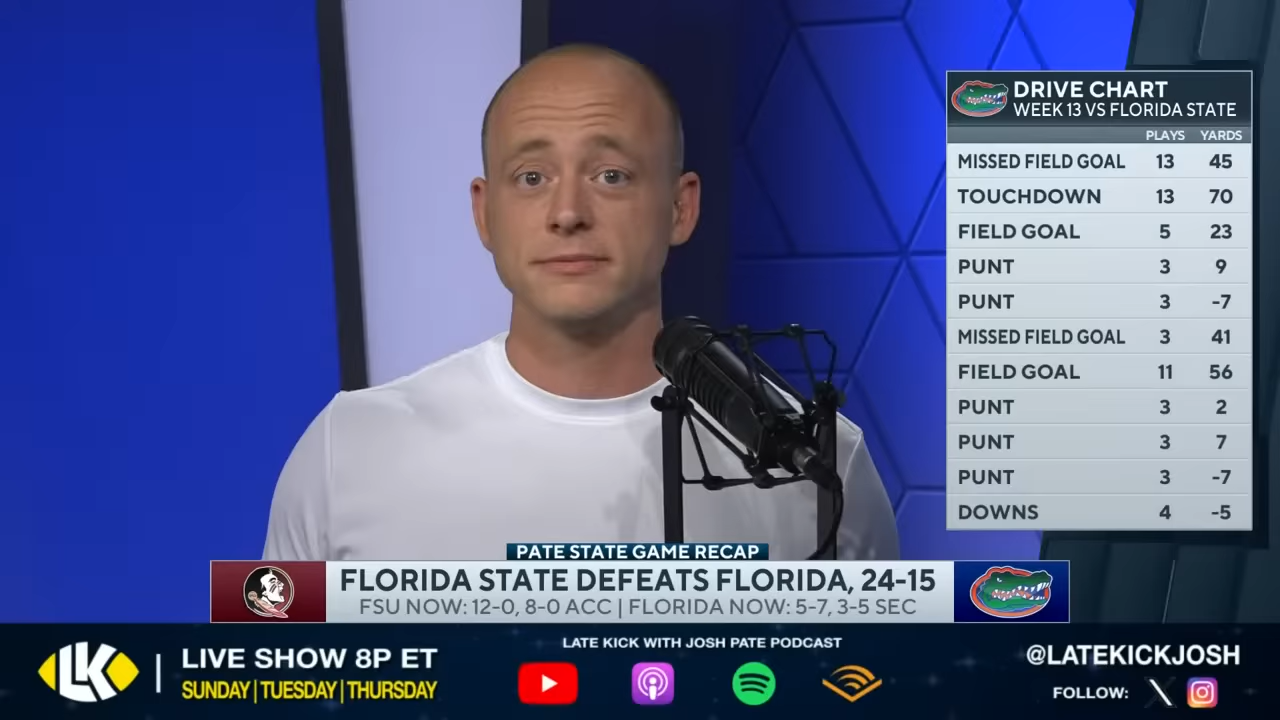 DRIVE CHART
WEEK 13 VS FLORIDA STATE
PLAYS YARDS
MISSED FIELD GOAL 13 45
TOUCHDOWN 13 70
FIELD GOAL 5 23
PUNT 3 9
PUNT 3 -7
MISSED FIELD GOAL 3 41
FIELD GOAL 11 56
PUNT 3 2
PUNT 3 7
PUNT 3 -7
DOWNS 4 -5
PATE STATE GAME RECAP
FLORIDA STATE DEFEATS FLORIDA, 24-15
FSU NOW: 12-0, 8-0 ACC | FLORIDA NOW: 5-7, 3-5 SEC
LK
LIVE SHOW 8P ET
SUNDAY | TUESDAY | THURSDAY
LATE KICK WITH JOSH PATE PODCAST
@LATEKICKJOSH
FOLLOW: